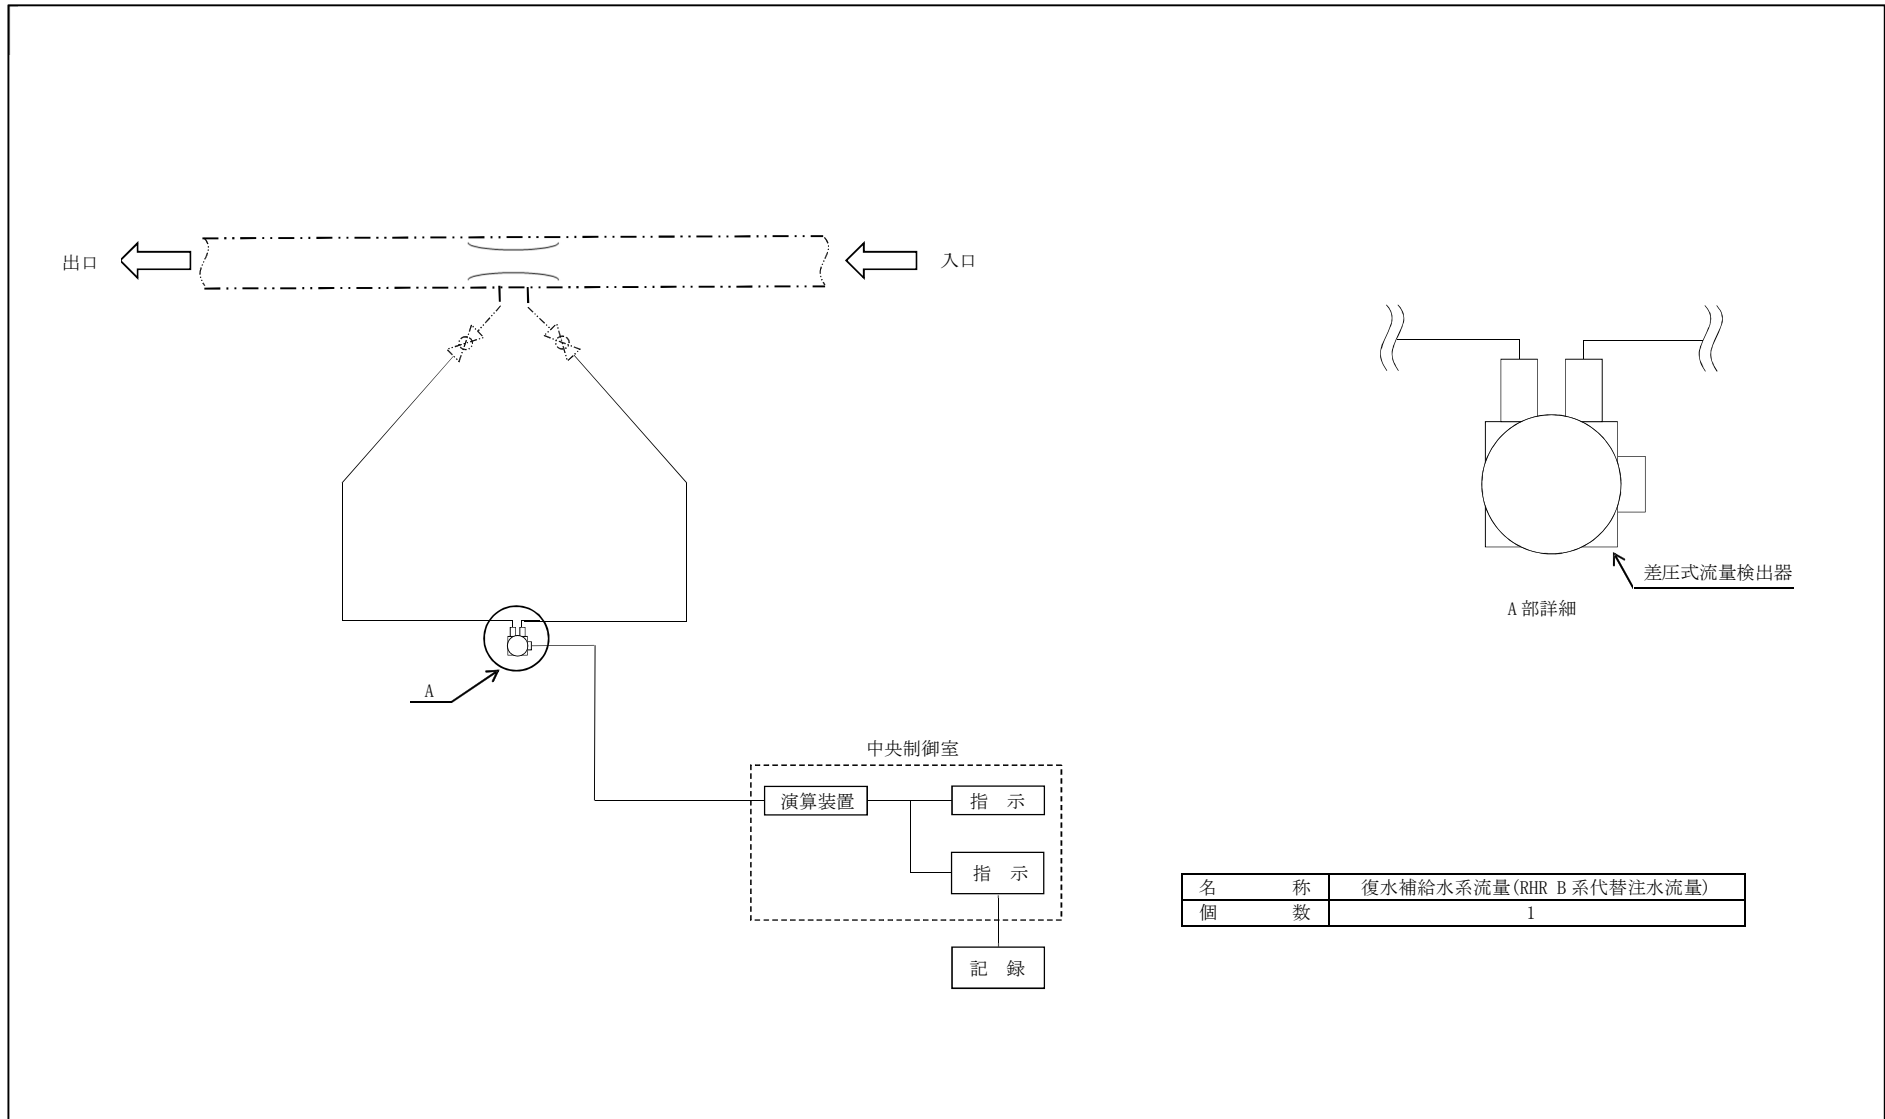 出口
入口
差圧式流量検出器
A 部詳細
A
中央制御室
演算装置
指　示
指　示
記　録
名　　　称　復水補給水系流量(RHR B 系代替注水流量)
個　　　数　1